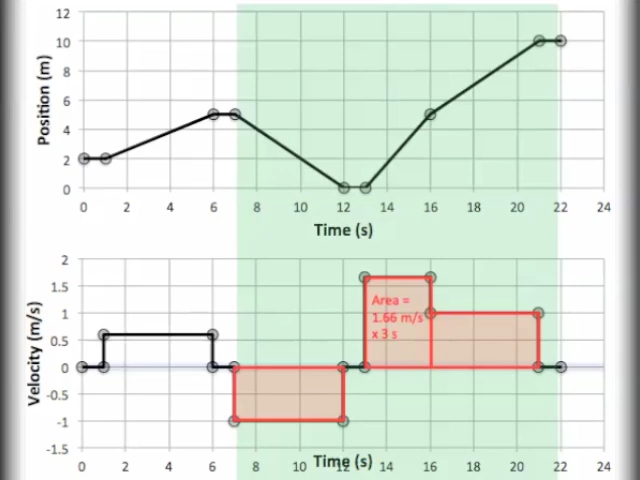 12
10
8
6
4
2
0
Position (m)
0 2 4 6 8 10 12 14 16 18 20 22 24
Time (s)
2
1.5
1
0.5
0
-0.5
-1
-1.5
Velocity (m/s)
Area =
1.66 m/s
x 3 s
0 2 4 6 8 10 12 14 16 18 20 22 24
Time (s)